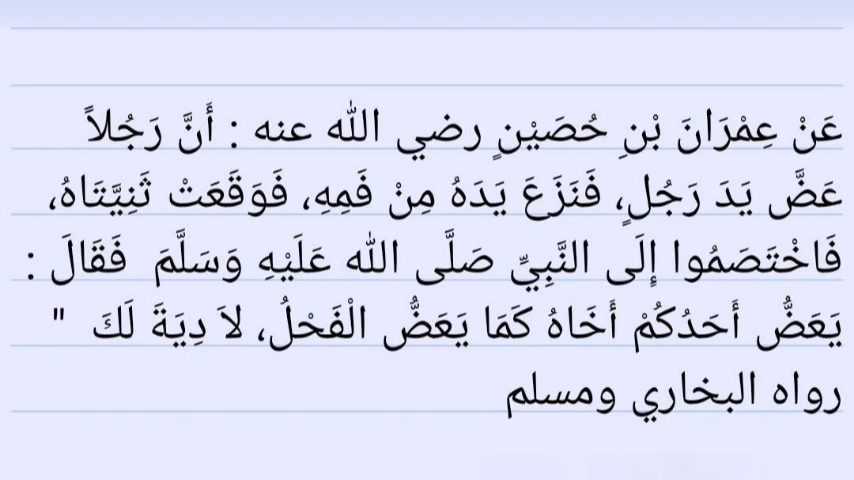 عَنْ عِمْرَانَ بْنِ حُصَيْنٍ رضي الله عنه : أَنَّ رَجُلاً
عَضَّ يَدَ رَجُلٍ، فَنَزَعَ يَدَهُ مِنْ فَمِهِ، فَوَقَعَتْ ثَنِيَّتَاهُ،
فَاخْتَصَمُوا إِلَى النَّبِيِّ صَلَّى الله عَلَيْهِ وَسَلَّمَ فَقَالَ :
يَعَضُّ أَحَدُكُمْ أَخَاهُ كَمَا يَعَضُّ الْفَحْلُ، لاَ دِيَةَ لَكَ "
رواه البخاري ومسلم